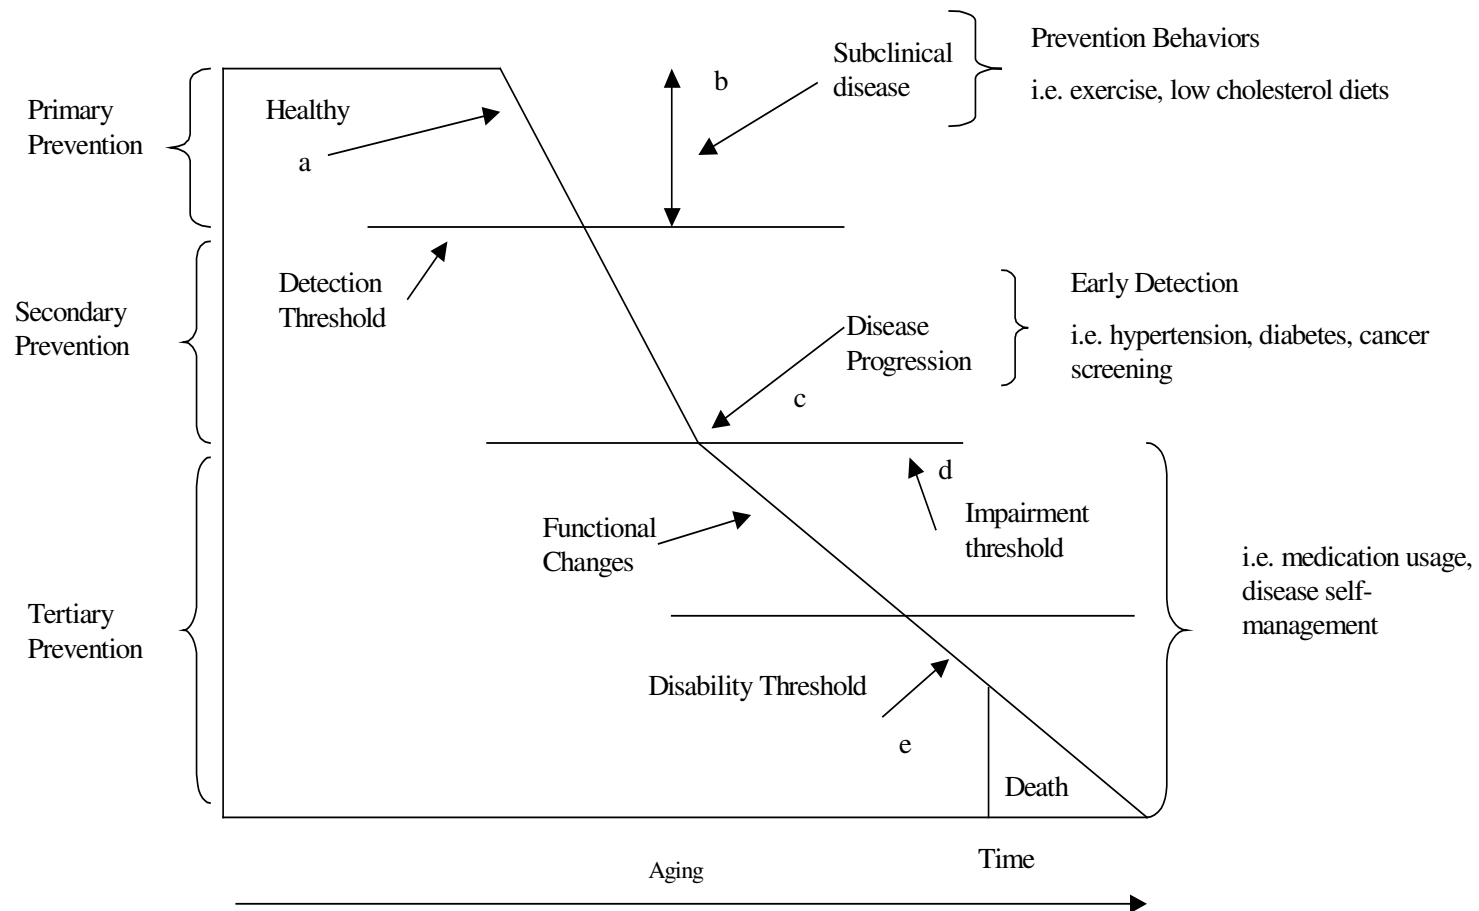 Prevention Behaviors
i.e. exercise, low cholesterol diets
Subclinical
disease
b
Healthy
a
Primary
Prevention
Detection
Threshold
Early Detection
i.e. hypertension, diabetes, cancer
screening
Secondary
Prevention
Disease
Progression
c
d
Impairment
threshold
Functional
Changes
i.e. medication usage,
disease self-
management
Tertiary
Prevention
Disability Threshold
e
Death
Time
Aging